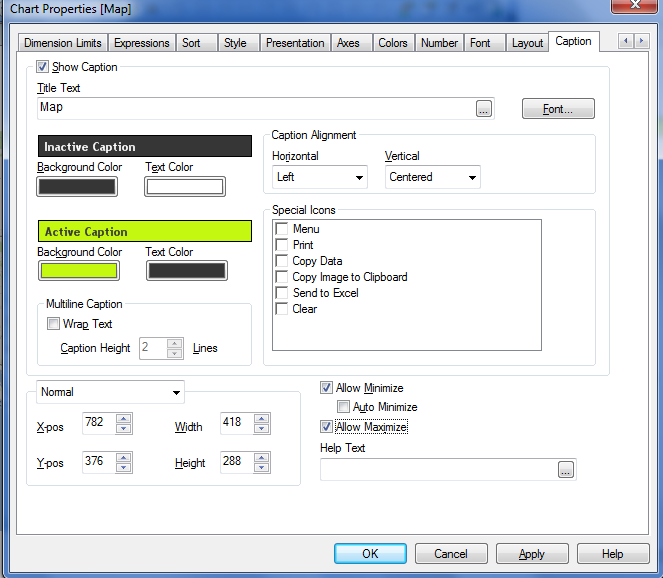 Chart Properties [Map]
Dimension Limits Expressions Sort Style Presentation Axes Colors Number Font Layout Caption
Show Caption
Title Text
Map ... Font...
Inactive Caption
Background Color Text Color
Caption Alignment
Horizontal Vertical
Left Centered
Active Caption
Background Color Text Color
Special Icons
Menu
Print
Copy Data
Copy Image to Clipboard
Send to Excel
Clear
Multiline Caption
Wrap Text
Caption Height 2 Lines
Normal
X-pos 782 Width 418
Y-pos 376 Height 288
Allow Minimize
Auto Minimize
Allow Maximize
Help Text
...
OK Cancel Apply Help